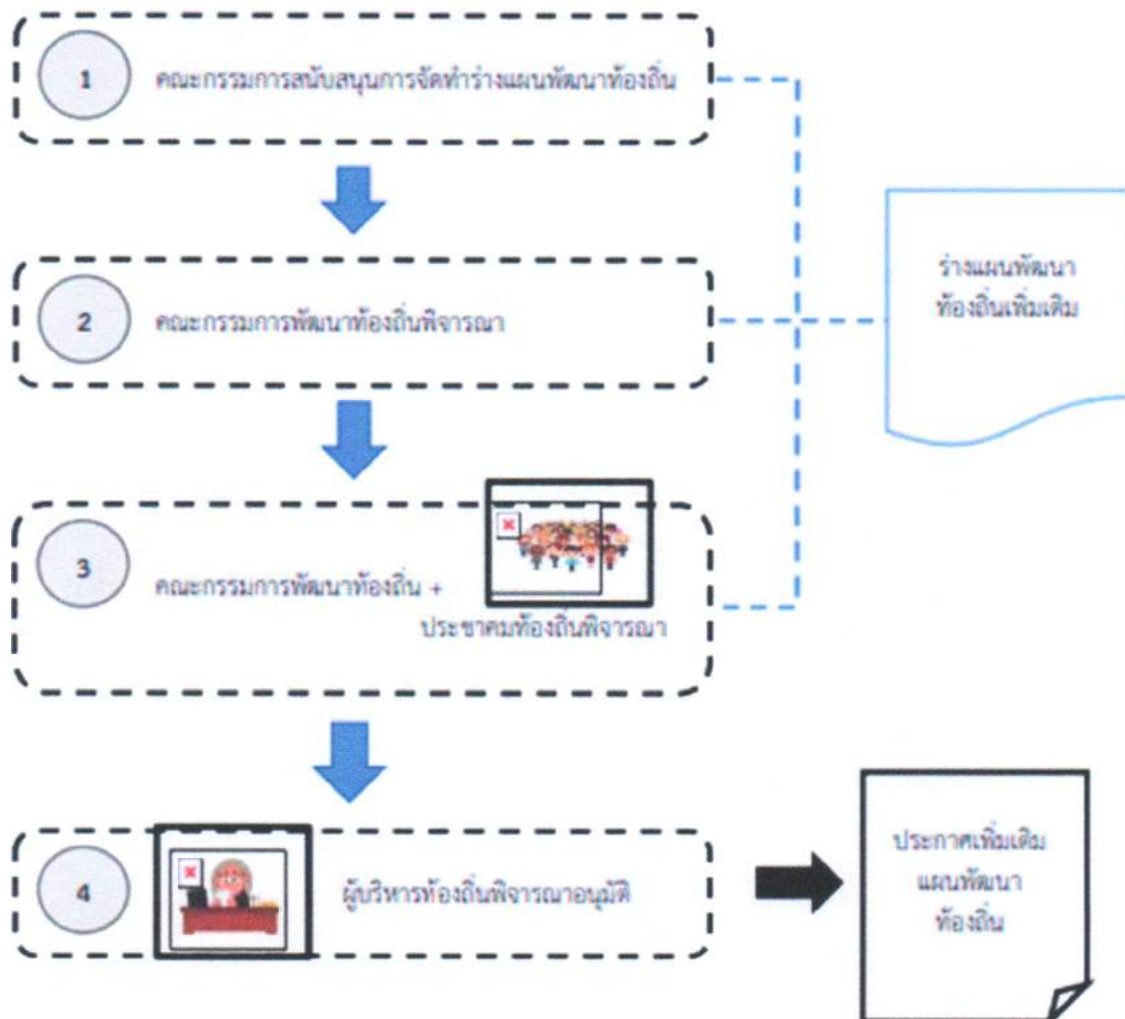 1
คณะกรรมการสนับสนุนการจัดทำร่างแผนพัฒนาท้องถิ่น
2
คณะกรรมการพัฒนาท้องถิ่นพิจารณา
ร่างแผนพัฒนา
ท้องถิ่นเพิ่มเติม
3
คณะกรรมการพัฒนาท้องถิ่น +
ประชาคมท้องถิ่นพิจารณา
4
ผู้บริหารท้องถิ่นพิจารณาอนุมัติ
ประกาศเพิ่มเติม
แผนพัฒนา
ท้องถิ่น